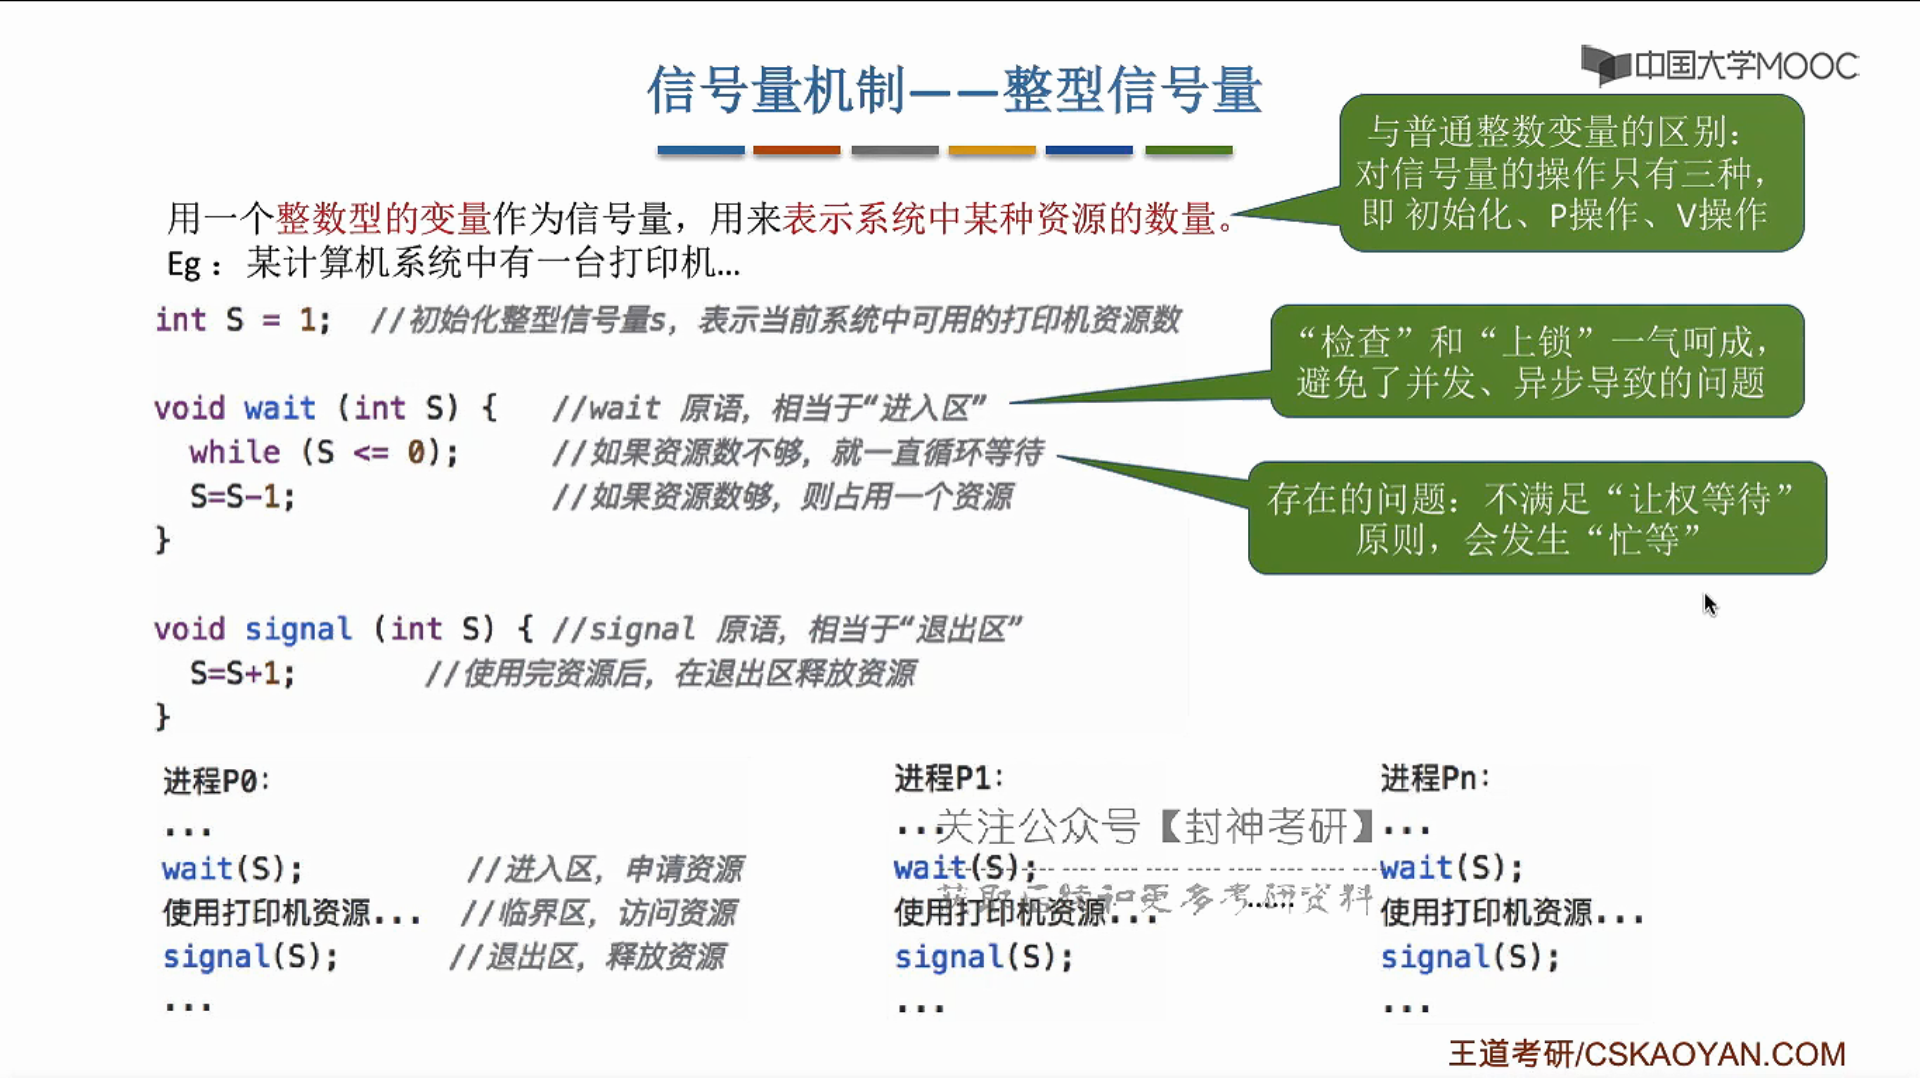 信号量机制——整型信号量
中国大学MOOC
与普通整数变量的区别：
对信号量的操作只有三种，
即 初始化、P操作、V操作
用一个整数型的变量作为信号量，用来表示系统中某种资源的数量。
Eg：某计算机系统中有一台打印机…
int S = 1;  //初始化整型信号量s，表示当前系统中可用的打印机资源数
“检查”和“上锁”一气呵成，
避免了并发、异步导致的问题
void wait (int S) {   //wait 原语，相当于“进入区”
while (S <= 0);     //如果资源数不够，就一直循环等待
S=S-1;              //如果资源数够，则占用一个资源
}
存在的问题：不满足“让权等待”
原则，会发生“忙等”
void signal (int S) { //signal 原语，相当于“退出区”
S=S+1;       //使用完资源后，在退出区释放资源
}
进程P0：
...
wait(S);         //进入区，申请资源
使用打印机资源...  //临界区，访问资源
signal(S);      //退出区，释放资源
...
进程P1：
...
wait(S);
使用打印机资源...
signal(S);
...
......
进程Pn：
...
wait(S);
使用打印机资源...
signal(S);
...
关注公众号【封神考研】
更多考研资料
王道考研/CSKAOYAN.COM